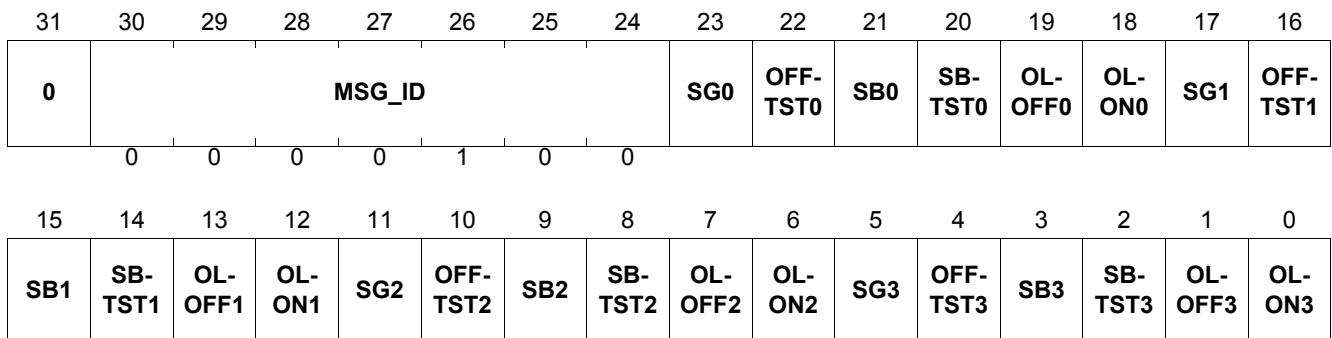 31 30 29 28 27 26 25 24 23 22 21 20 19 18 17 16
0 MSG_ID SG0 OFF-TST0 SB0 SB-TST0 OL-OFF0 OL-ON0 SG1 OFF-TST1
0 0 0 0 1 0 0
15 14 13 12 11 10 9 8 7 6 5 4 3 2 1 0
SB1 SB-TST1 OL-OFF1 OL-ON1 SG2 OFF-TST2 SB2 SB-TST2 OL-OFF2 OL-ON2 SG3 OFF-TST3 SB3 SB-TST3 OL-OFF3 OL-ON3